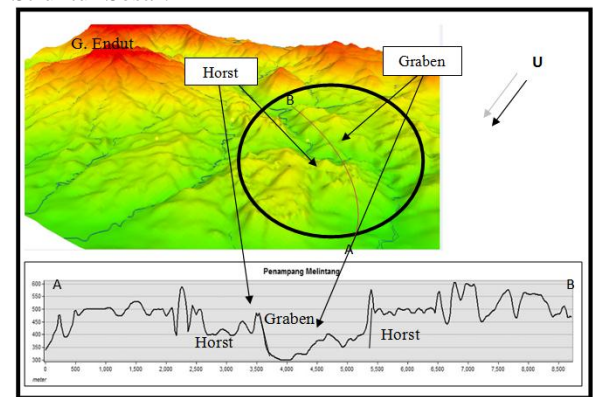 G. Endut
Horst
Graben
U
B
A
Penampang Melintang
A
B
600
550
500
450
400
350
300
Horst
Graben
Horst
0
500
1,000
1,500
2,000
2,500
3,000
3,500
4,000
4,500
5,000
5,500
6,000
6,500
7,000
7,500
8,000
8,500
meter